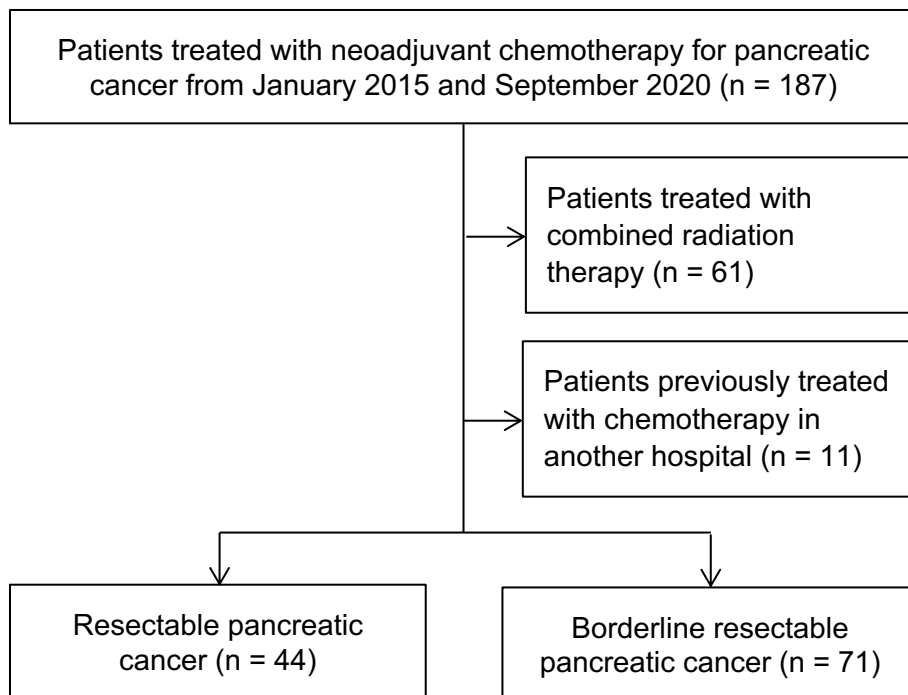 Patients treated with neoadjuvant chemotherapy for pancreatic
cancer from January 2015 and September 2020 (n = 187)
Patients treated with
combined radiation
therapy (n = 61)
Patients previously treated
with chemotherapy in
another hospital (n = 11)
Resectable pancreatic
cancer (n = 44)
Borderline resectable
pancreatic cancer (n = 71)